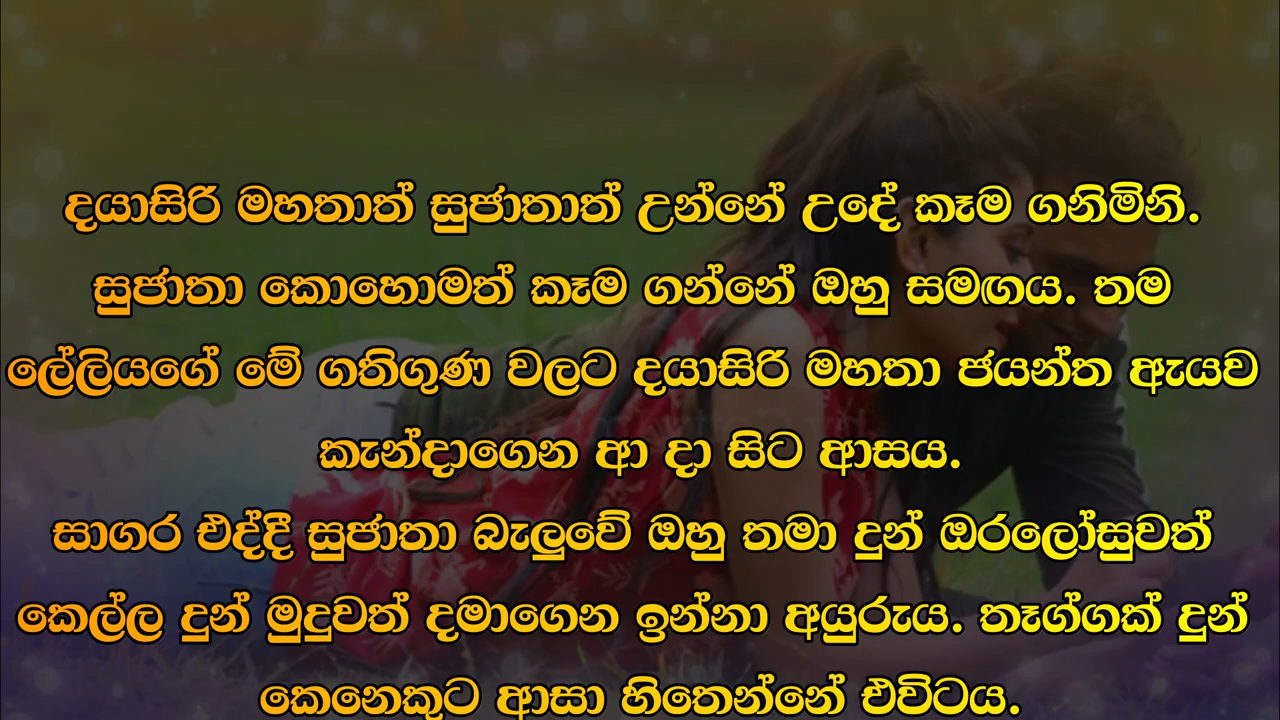 දයාසිරි මහතාත් සුජාතාත් උන්නේ උදේ කෑම ගනිමිනි.
සුජාතා කොහොමත් කෑම ගන්නේ ඔහු සමඟය. තම
ලේලියගේ මේ ගතිගුණ වලට දයාසිරි මහතා ජයන්ත ඇයව
කැන්දාගෙන ආ දා සිට ආසය.
සාගර එද්දී සුජාතා බැලුවේ ඔහු තමා දුන් ඔරලෝසුවත්
කෙල්ල දුන් මුදුවත් දමාගෙන ඉන්නා අයුරුය. තෑග්ගක් දුන්
කෙනෙකුට ආසා හිතෙන්නේ එවිටය.